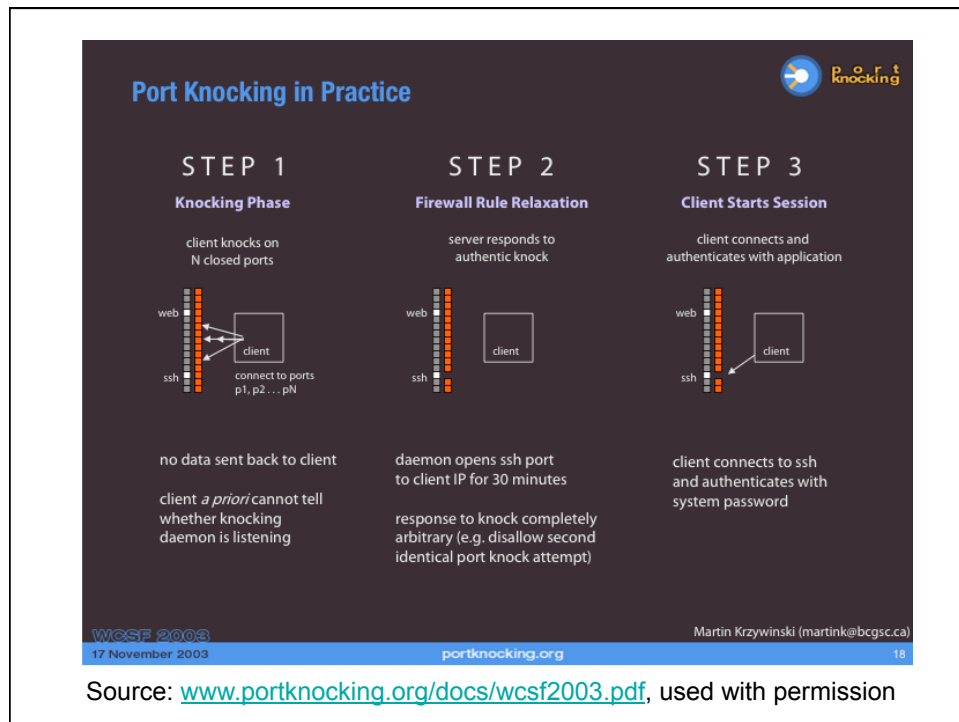 Port Knocking in Practice
port
knocking
STEP 1
Knocking Phase
client knocks on
N closed ports
web
client
ssh
connect to ports
p1, p2 . . . pN
no data sent back to client
client a priori cannot tell
whether knocking
daemon is listening
STEP 2
Firewall Rule Relaxation
server responds to
authentic knock
web
client
ssh
daemon opens ssh port
to client IP for 30 minutes
response to knock completely
arbitrary (e.g. disallow second
identical port knock attempt)
STEP 3
Client Starts Session
client connects and
authenticates with application
web
client
ssh
client connects to ssh
and authenticates with
system password
WCSF 2003
Martin Krzywinski (martink@bcgsc.ca)
17 November 2003
portknocking.org
18
Source: www.portknocking.org/docs/wcsf2003.pdf, used with permission